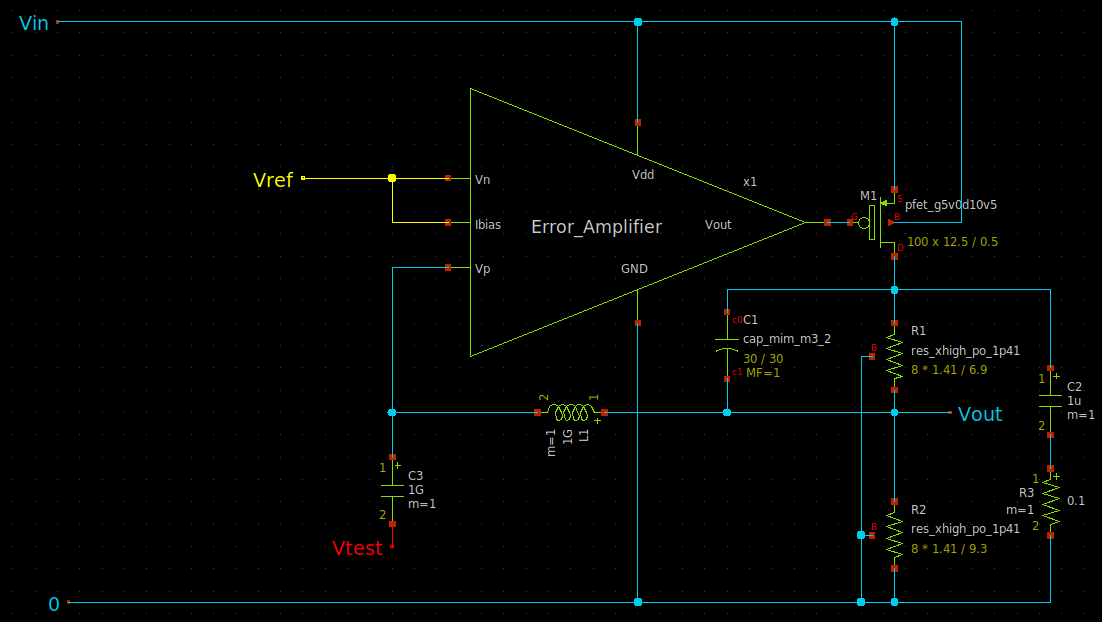 Vin
Vdd
x1
Vref
Vn
Ibias
Vp
Error_Amplifier
Vout
GND
M1
G
S
B
D
pfet_g5v0d10v5
100 x 12.5 / 0.5
c0
C1
cap_mim_m3_2
30 / 30
c1
MF=1
R1
B
res_xhigh_po_1p41
8 * 1.41 / 6.9
1
+
C2
1u
2
m=1
2
1
+
m=1
1G
L1
Vout
1
+
C3
1G
2
m=1
Vtest
R2
B
res_xhigh_po_1p41
8 * 1.41 / 9.3
1
+
R3
m=1
2
0.1
0